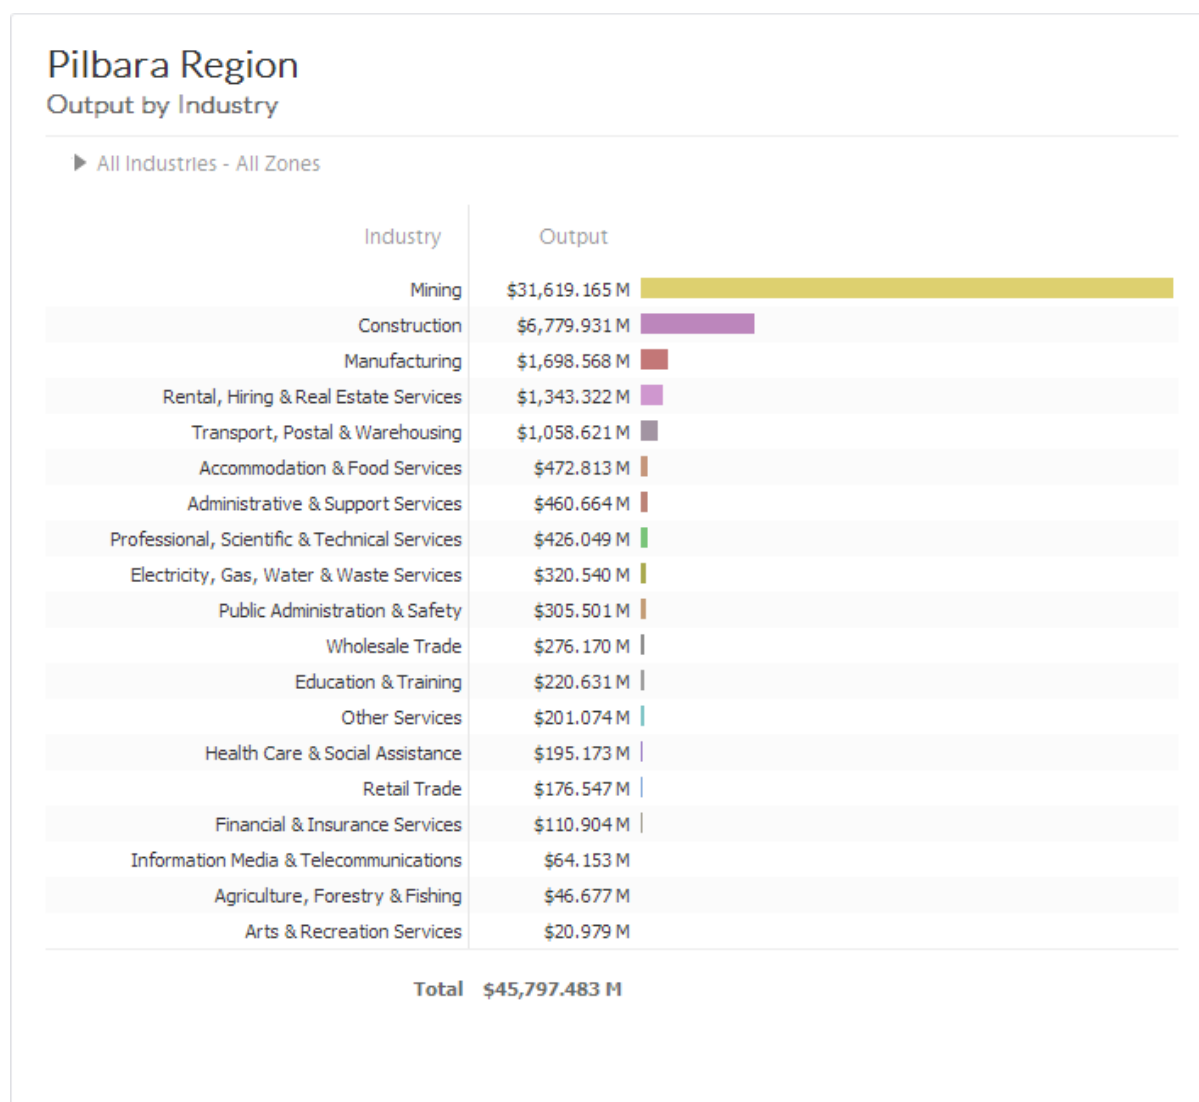 Pilbara Region
Output by Industry
All Industries - All Zones
Industry Output
Mining $31,619.165 M
Construction $6,779.931 M
Manufacturing $1,698.568 M
Rental, Hiring & Real Estate Services $1,343.322 M
Transport, Postal & Warehousing $1,058.621 M
Accommodation & Food Services $472.813 M
Administrative & Support Services $460.664 M
Professional, Scientific & Technical Services $426.049 M
Electricity, Gas, Water & Waste Services $320.540 M
Public Administration & Safety $305.501 M
Wholesale Trade $276.170 M
Education & Training $220.631 M
Other Services $201.074 M
Health Care & Social Assistance $195.173 M
Retail Trade $176.547 M
Financial & Insurance Services $110.904 M
Information Media & Telecommunications $64.153 M
Agriculture, Forestry & Fishing $46.677 M
Arts & Recreation Services $20.979 M
Total $45,797.483 M